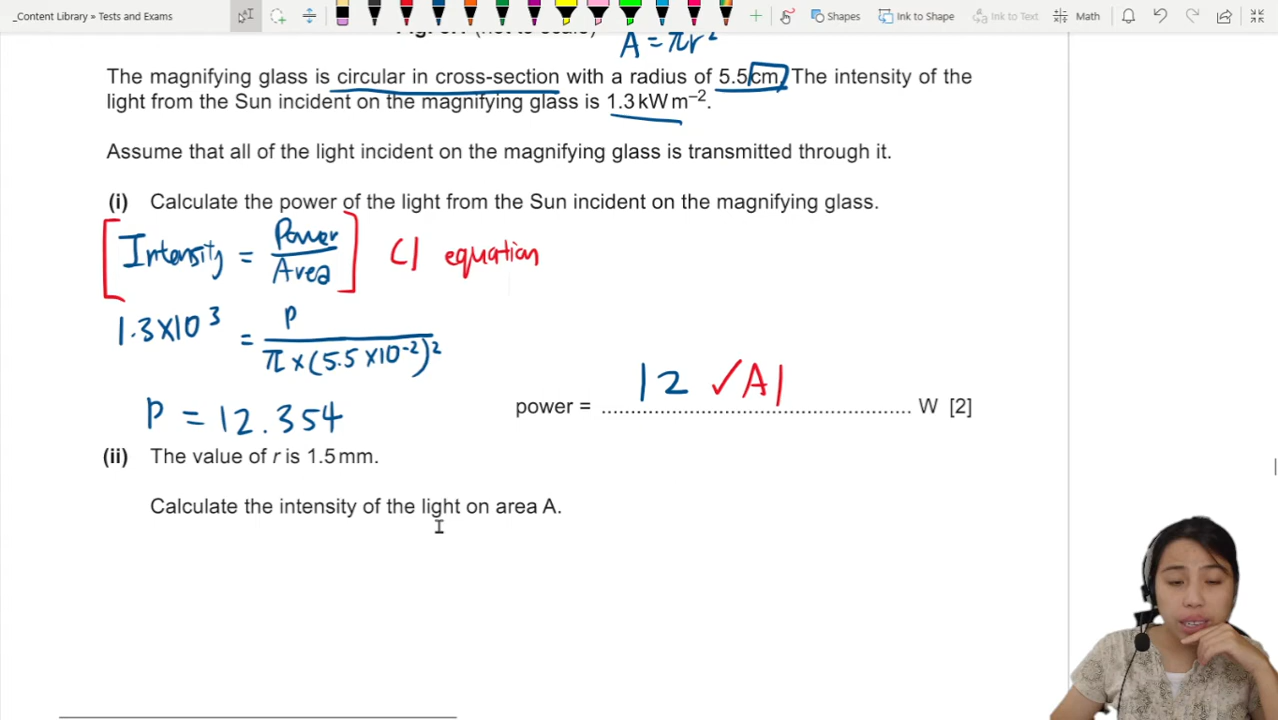 _Content Library » Tests and Exams
Shapes
Ink to Shape
Ink to Text
Math
(not to scale)
A = πr²
The magnifying glass is circular in cross-section with a radius of 5.5 cm. The intensity of the
light from the Sun incident on the magnifying glass is 1.3 kW m⁻².
Assume that all of the light incident on the magnifying glass is transmitted through it.
(i) Calculate the power of the light from the Sun incident on the magnifying glass.
[Intensity = Power / Area] C1 equation
1.3×10³ = P / π×(5.5×10⁻²)²
P = 12.354
12 ✓A1
power = ........................................ W [2]
(ii) The value of r is 1.5 mm.
Calculate the intensity of the light on area A.